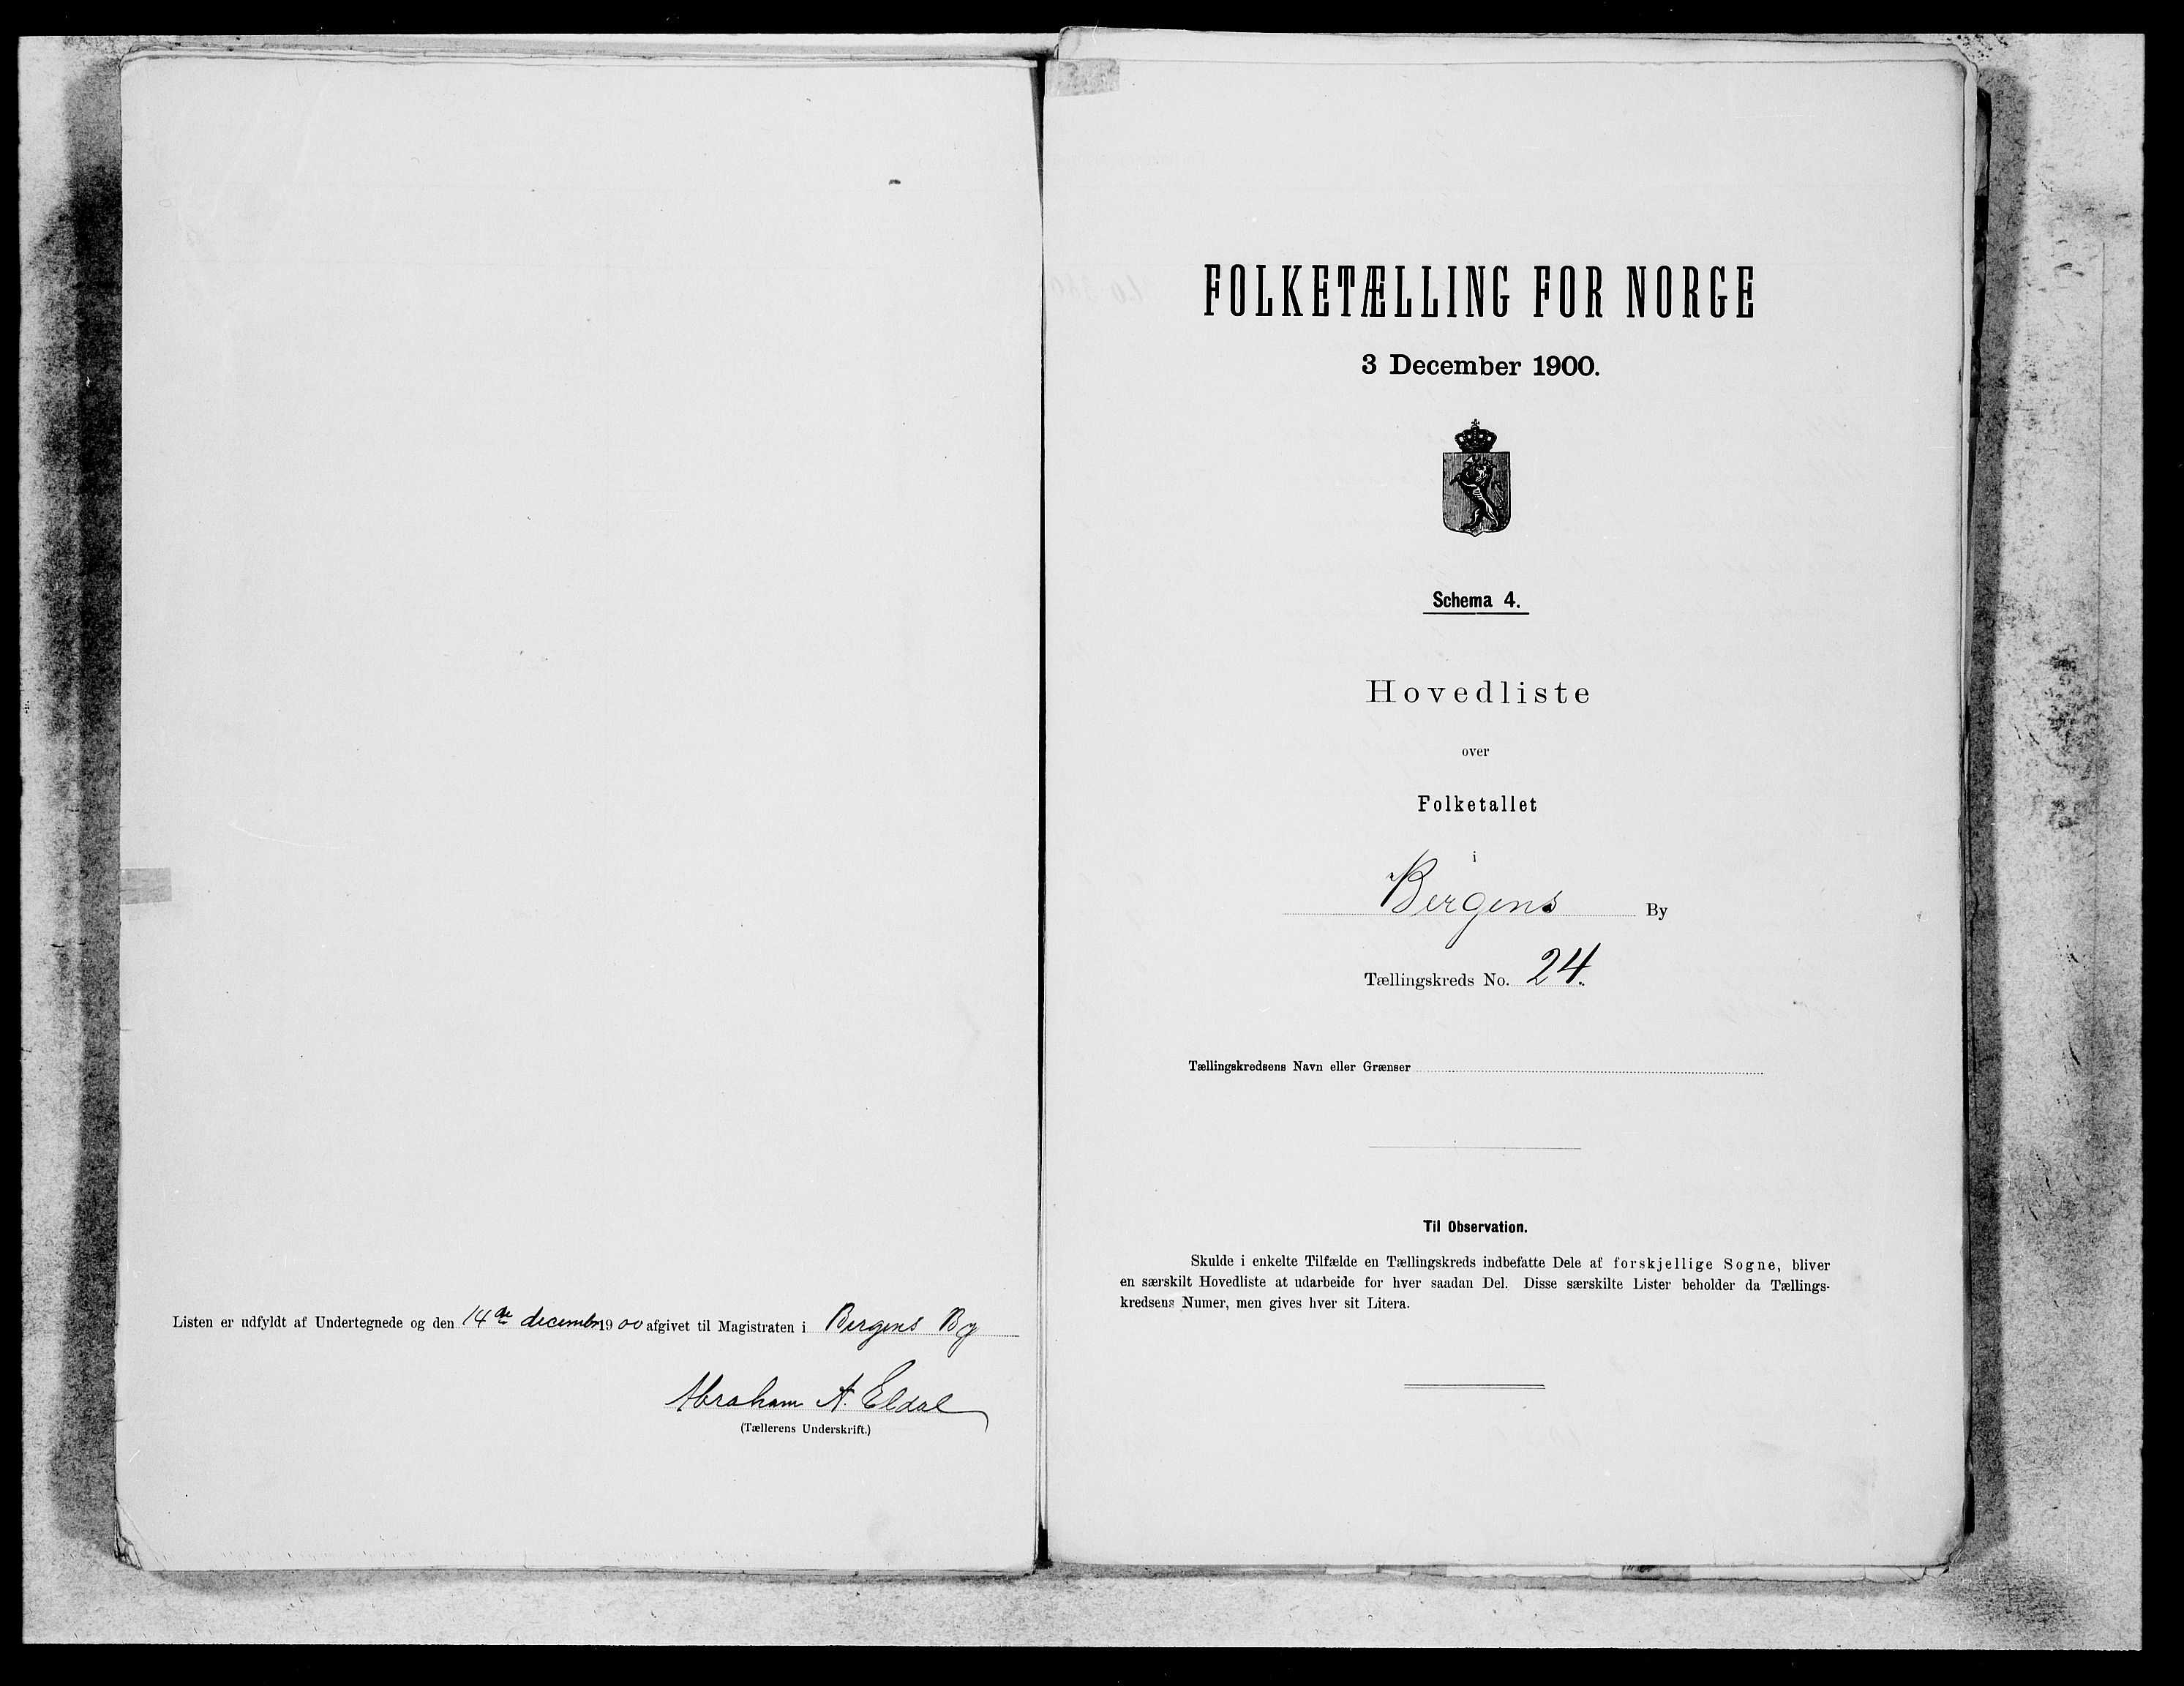 Listen er udfyldt af Undertegnede og den 14de december 1900 afgivet til Magistraten i Bergens By
Abraham A. Eldal
(Tællerens Underskrift.)
FOLKETÆLLING FOR NORGE
3 December 1900.
Schema 4.
Hovedliste
over
Folketallet
i
Bergens By
Tællingskreds No. 24.
Tællingskredsens Navn eller Grænser
Til Observation.
Skulde i enkelte Tilfælde en Tællingskreds indbefatte Dele af forskjellige Sogne, bliver
en særskilt Hovedliste at udarbeide for hver saadan Del. Disse særskilte Lister beholder da Tællings-
kredsens Numer, men gives hver sit Litera.